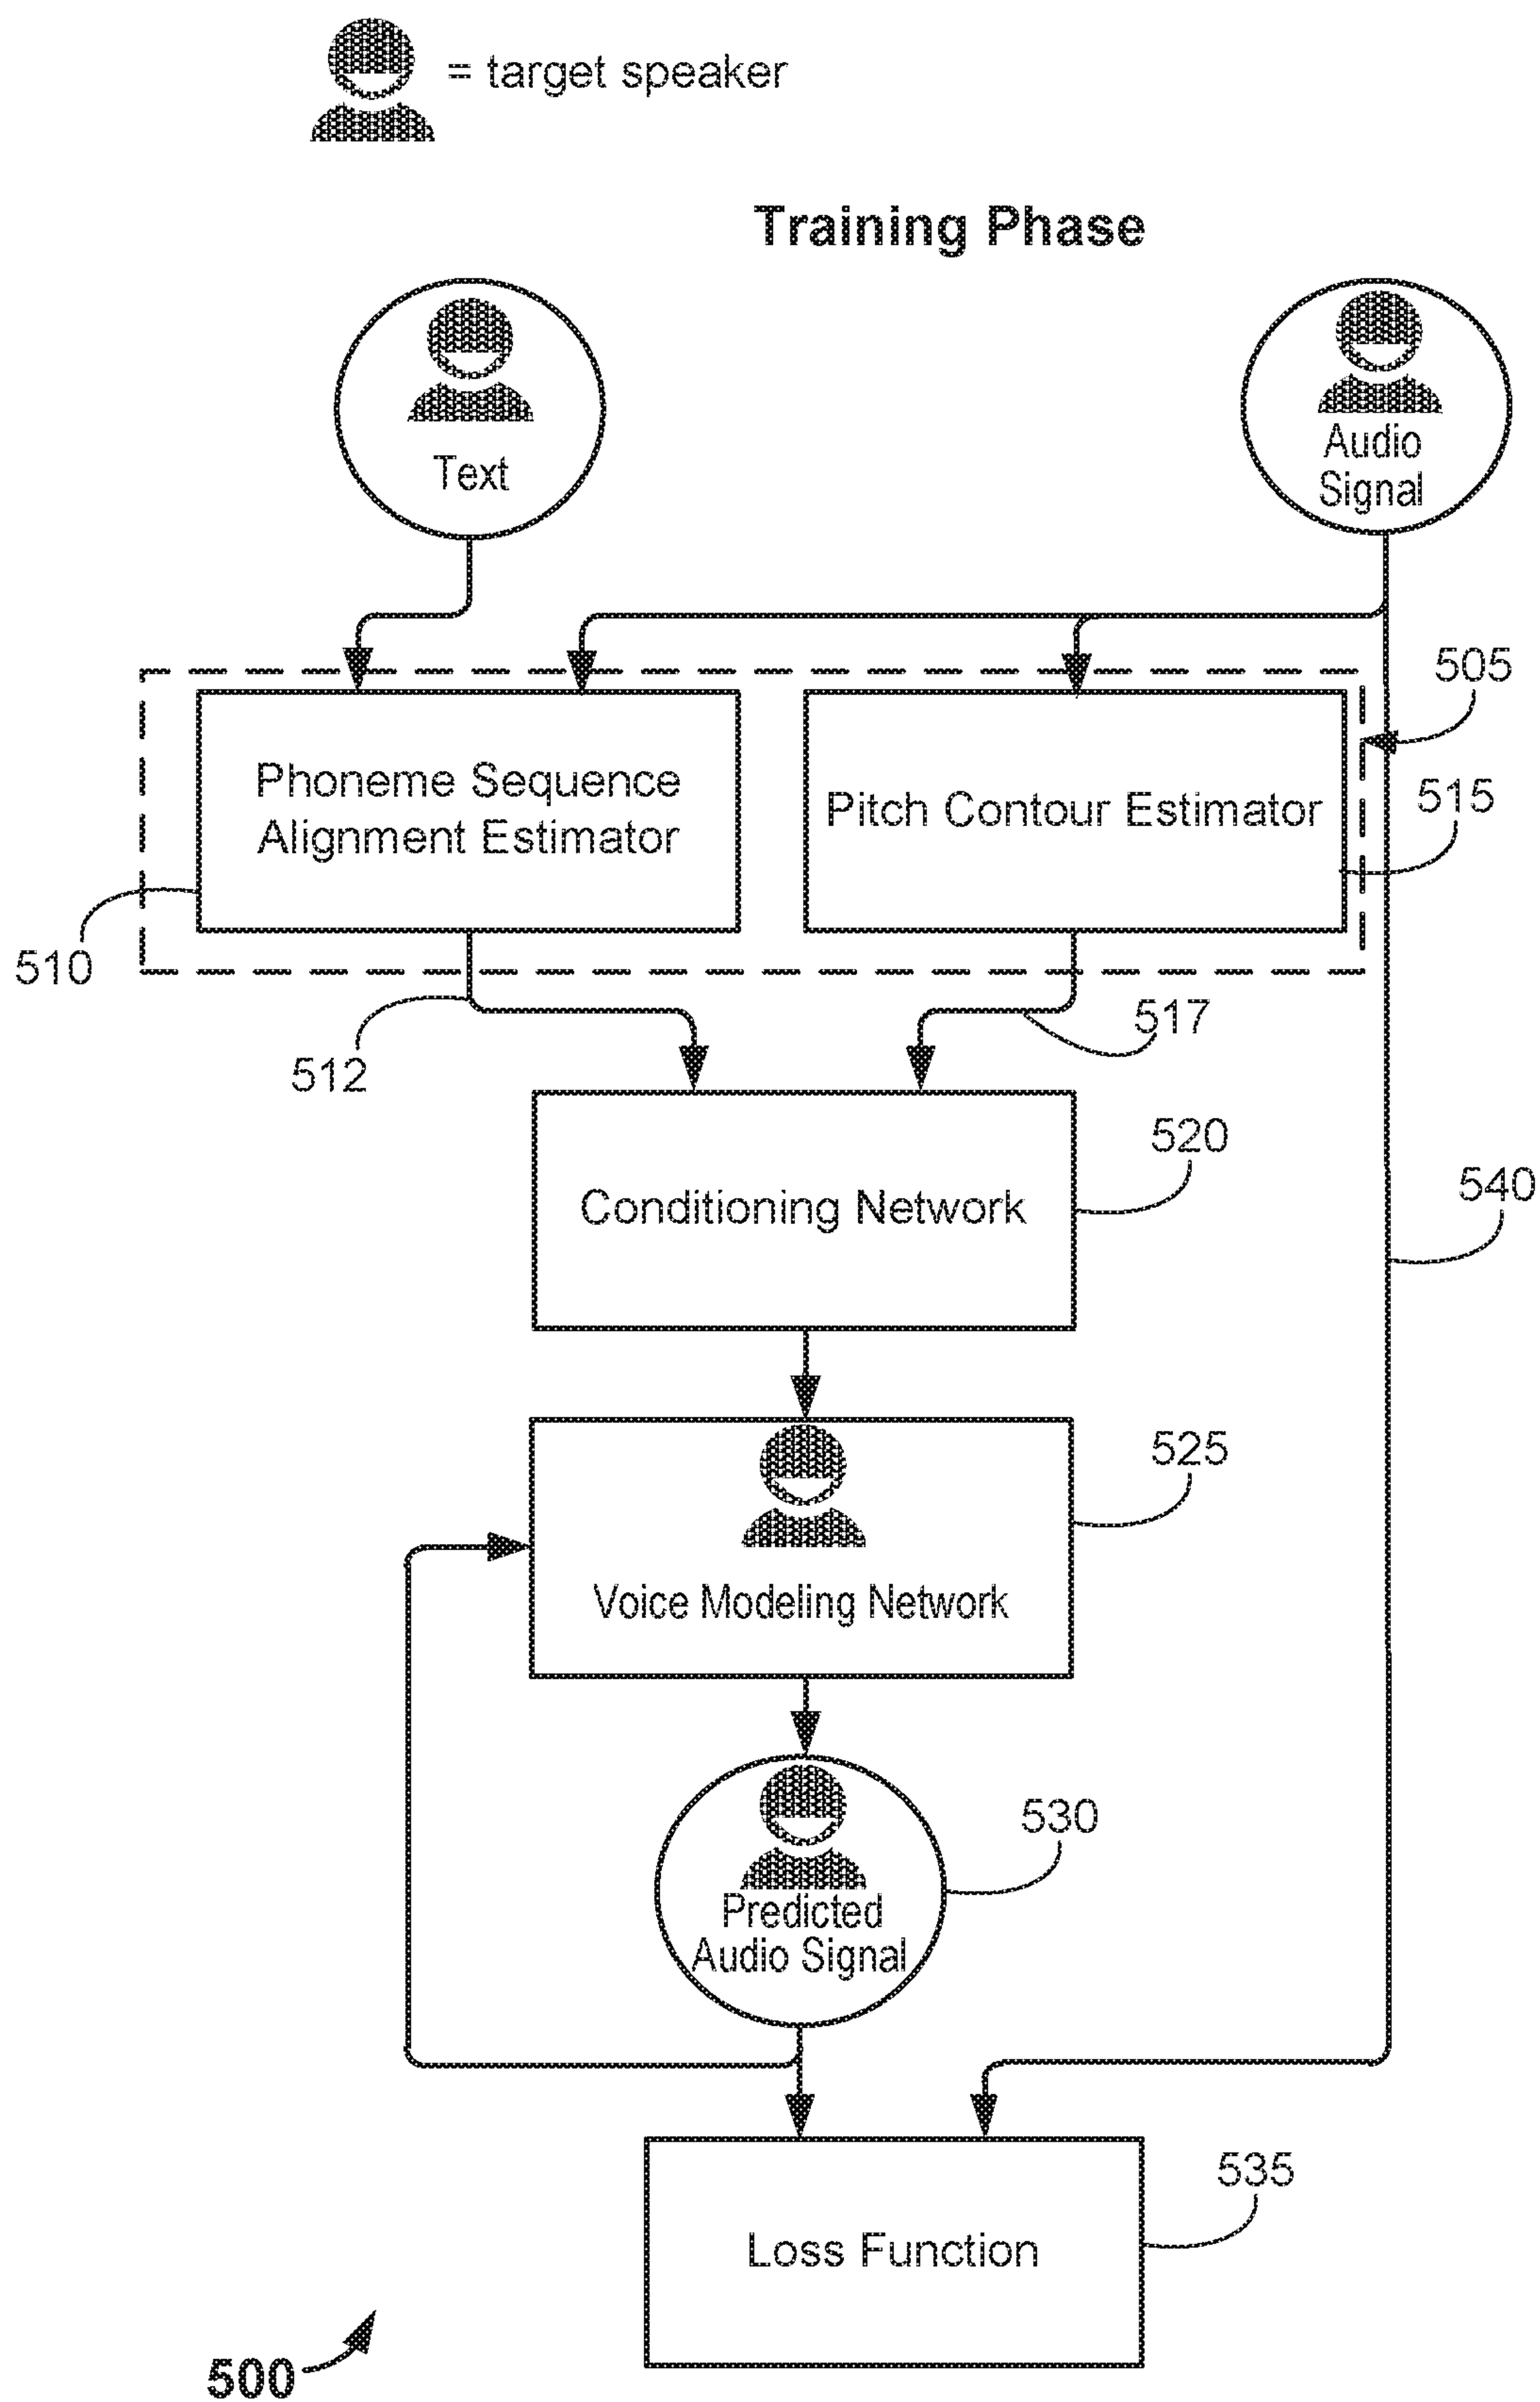 = target speaker
Training Phase
Text
Audio
Signal
505
Phoneme Sequence
Alignment Estimator
Pitch Contour Estimator
515
510
512
517
Conditioning Network
520
540
Voice Modeling Network
525
Predicted
Audio Signal
530
Loss Function
535
500